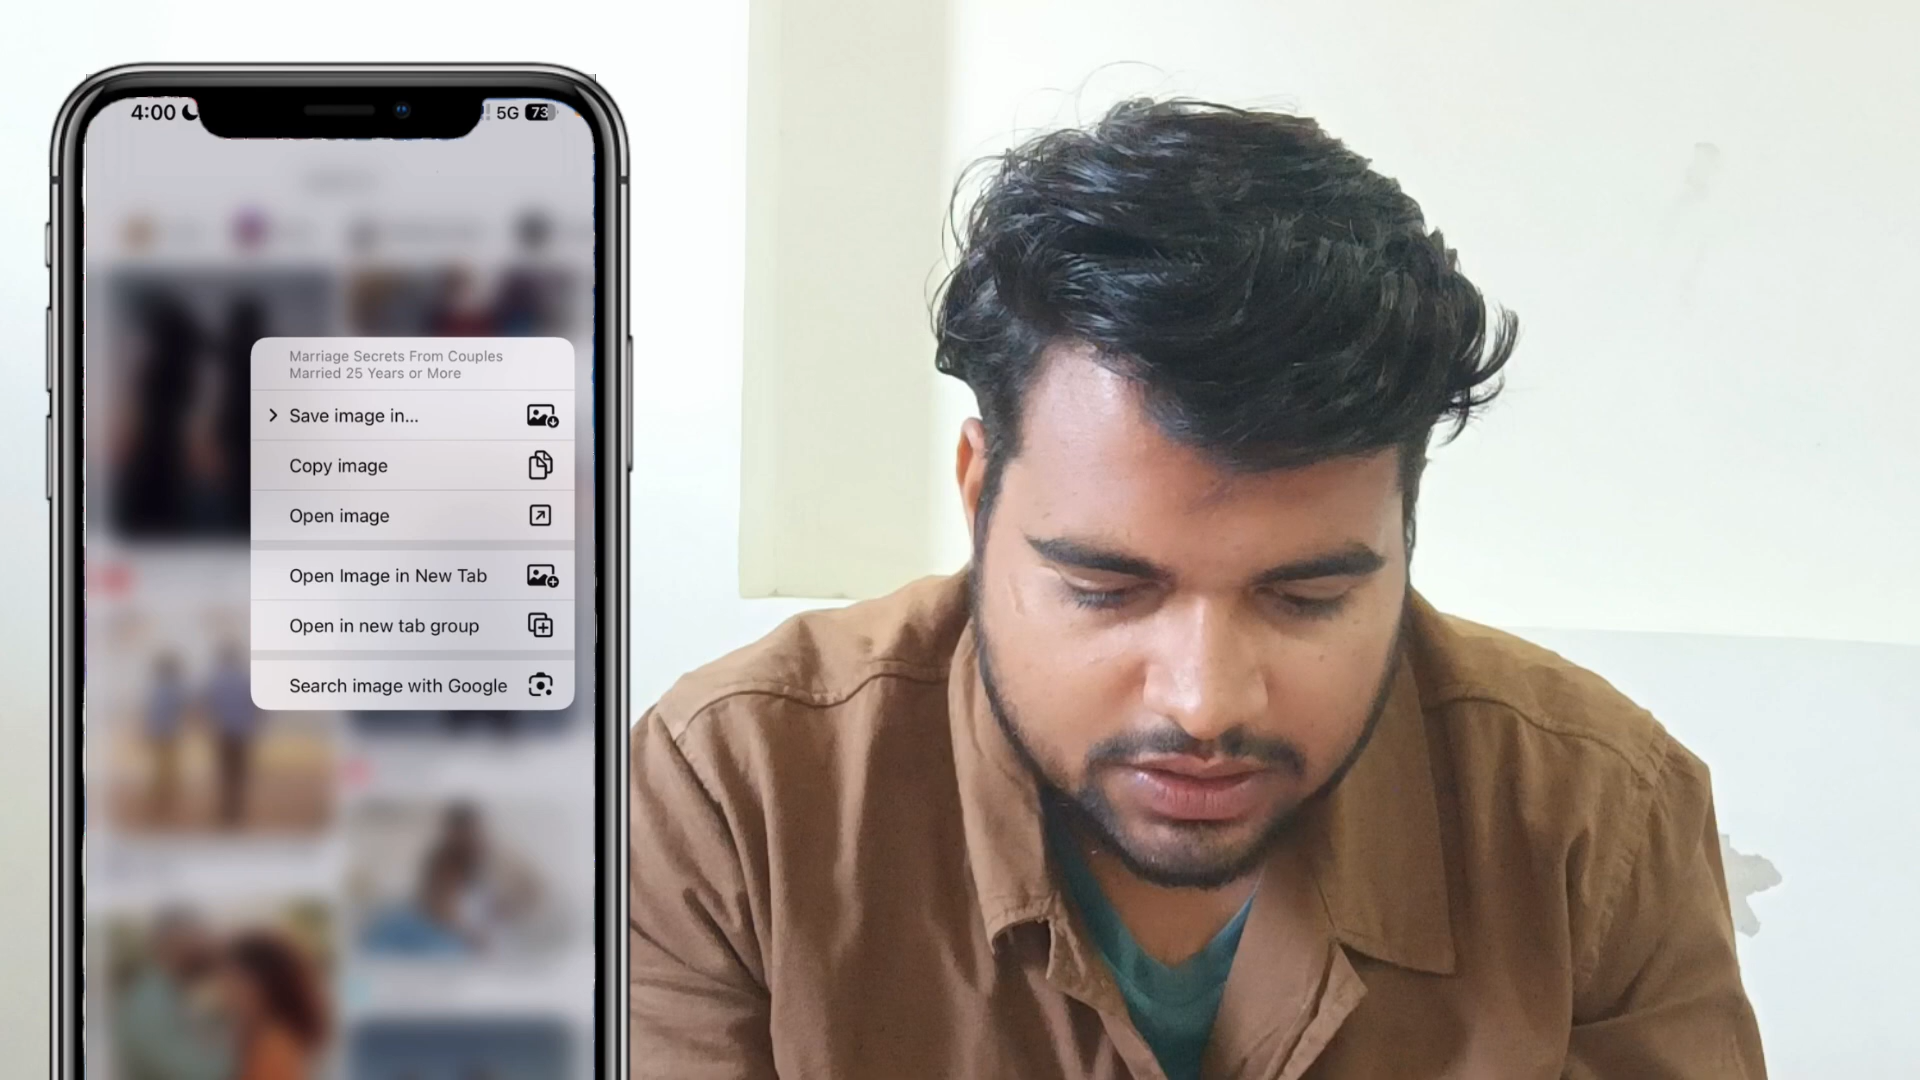 4:00
5G 73
Marriage Secrets From Couples
Married 25 Years or More
Save image in...
Copy image
Open image
Open Image in New Tab
Open in new tab group
Search image with Google